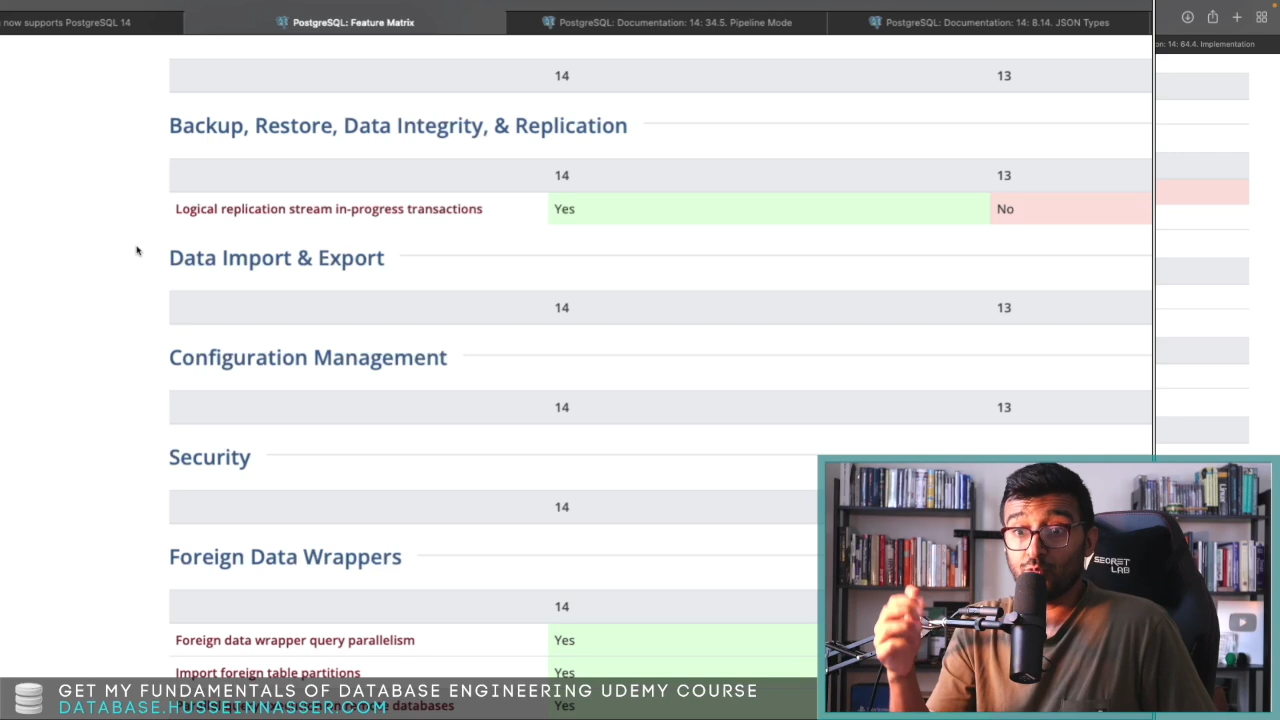 now supports PostgreSQL 14
PostgreSQL: Feature Matrix
PostgreSQL: Documentation: 14: 34.5. Pipeline Mode
PostgreSQL: Documentation: 14: 8.14. JSON Types
on: 14: 64.4. Implementation
14 13
Backup, Restore, Data Integrity, & Replication
14 13
Logical replication stream in-progress transactions Yes No
Data Import & Export
14 13
Configuration Management
14 13
Security
14
Foreign Data Wrappers
14
Foreign data wrapper query parallelism Yes
Import foreign table partitions Yes
databases Yes
SECRET
LAB
GET MY FUNDAMENTALS OF DATABASE ENGINEERING UDEMY COURSE
DATABASE.HUSSEINNASSER.COM